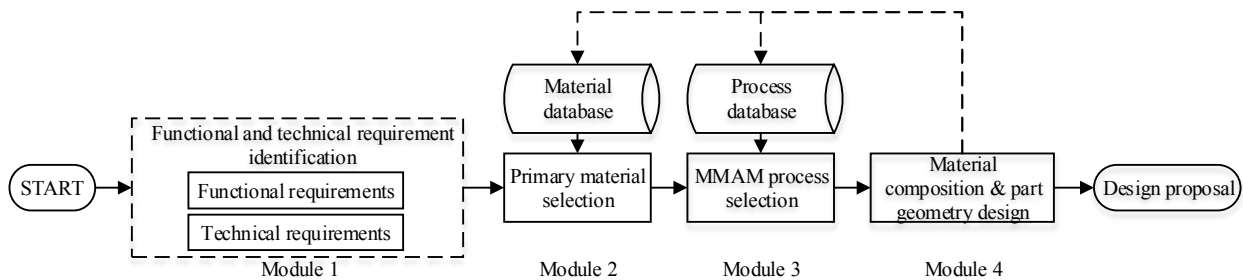 START
Functional and technical requirement
identification
Functional requirements
Technical requirements
Module 1
Material
database
Primary material
selection
Module 2
Process
database
MMAM process
selection
Module 3
Material
composition & part
geometry design
Module 4
Design proposal